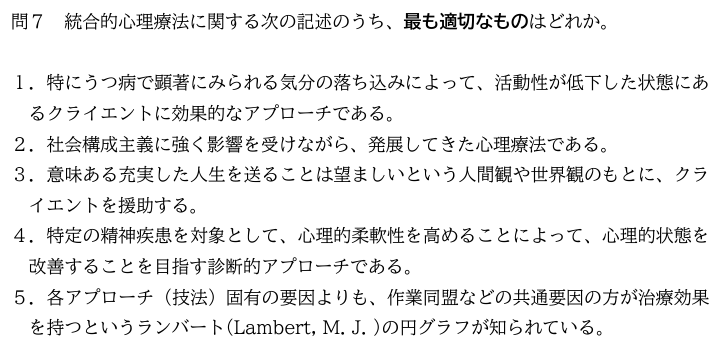 問７　統合的心理療法に関する次の記述のうち、最も適切なものはどれか。
１．特にうつ病で顕著にみられる気分の落ち込みによって、活動性が低下した状態にあ
るクライエントに効果的なアプローチである。
２．社会構成主義に強く影響を受けながら、発展してきた心理療法である。
３．意味ある充実した人生を送ることは望ましいという人間観や世界観のもとに、クラ
イエントを援助する。
４．特定の精神疾患を対象として、心理的柔軟性を高めることによって、心理的状態を
改善することを目指す診断的アプローチである。
５．各アプローチ（技法）固有の要因よりも、作業同盟などの共通要因の方が治療効果
を持つというランバート(Lambert, M. J. )の円グラフが知られている。